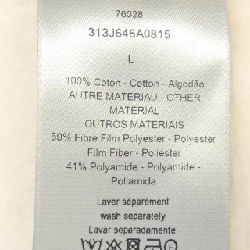 76028
313J646A0815
L
100% Coton - Cotton - Algodão
AUTRE MATERIAU - OTHER
MATERIAL
OUTROS MATERIAIS
59% Fibre Film Polyester - Polyester
Film Fiber - Poliester
41% Polyamide - Polyamide -
Poliamida
Laver séparément
wash separately
Lavar separadamente